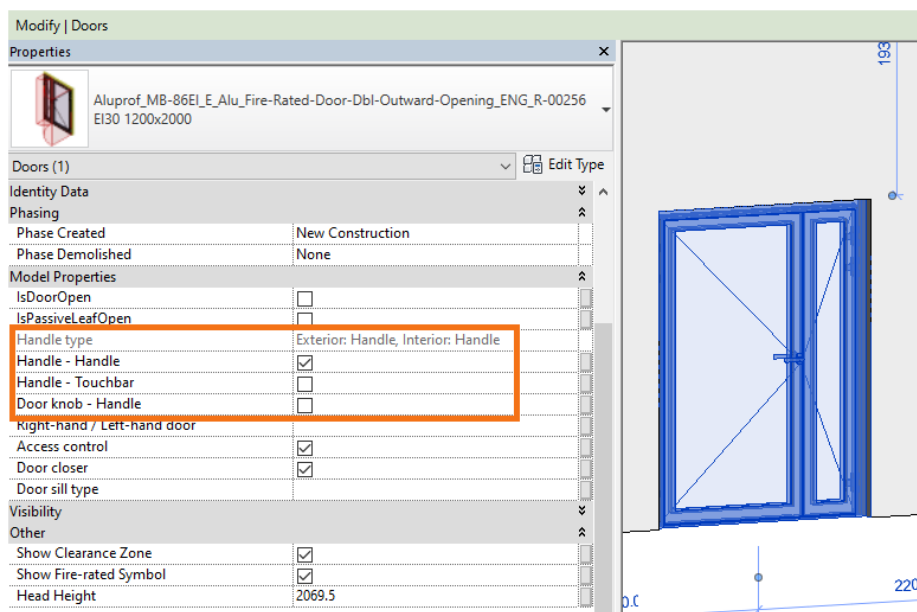 Modify | Doors
Properties
Aluprof_MB-86EI_E_Alu_Fire-Rated-Door-Dbl-Outward-Opening_ENG_R-00256
EI30 1200x2000
Doors (1)
Edit Type
Identity Data
Phasing
Phase Created New Construction
Phase Demolished None
Model Properties
IsDoorOpen
IsPassiveLeafOpen
Handle type Exterior: Handle, Interior: Handle
Handle - Handle
Handle - Touchbar
Door knob - Handle
Right-hand / Left-hand door
Access control
Door closer
Door sill type
Visibility
Other
Show Clearance Zone
Show Fire-rated Symbol
Head Height 2069.5
193
220